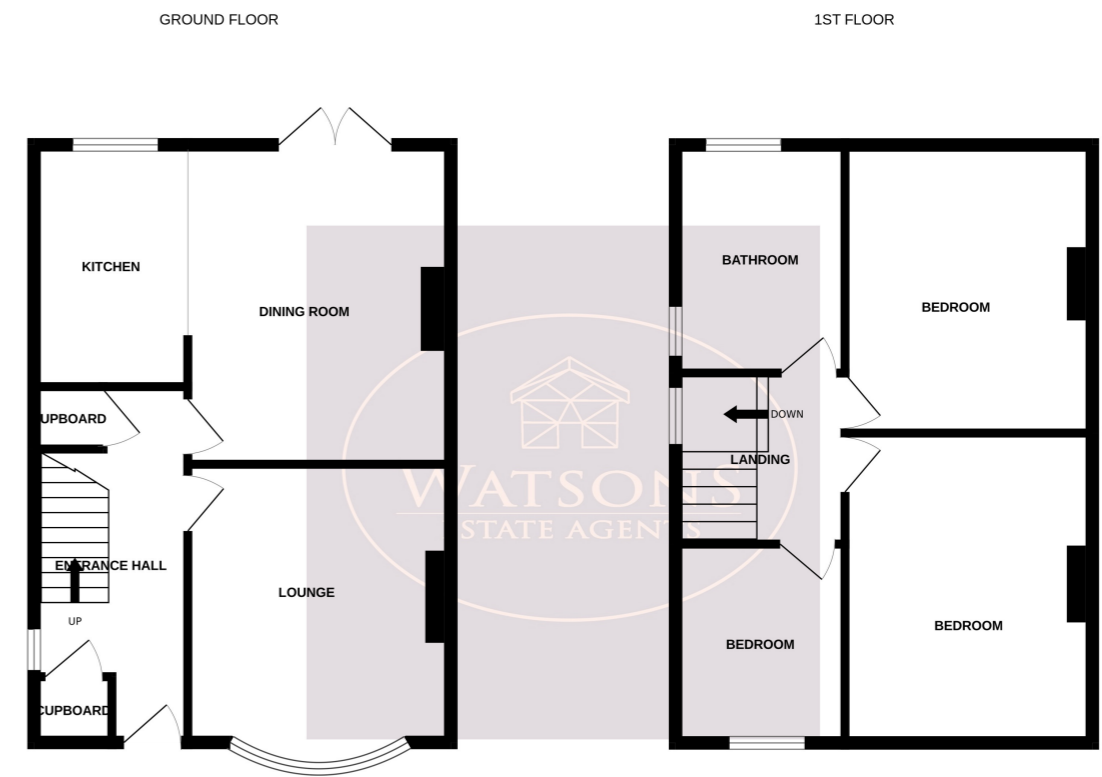 GROUND FLOOR
1ST FLOOR
KITCHEN
DINING ROOM
UPBOARD
ENTRANCE HALL
UP
CUPBOARD
LOUNGE
BATHROOM
BEDROOM
DOWN
LANDING
BEDROOM
BEDROOM
WATSONS
ESTATE AGENTS